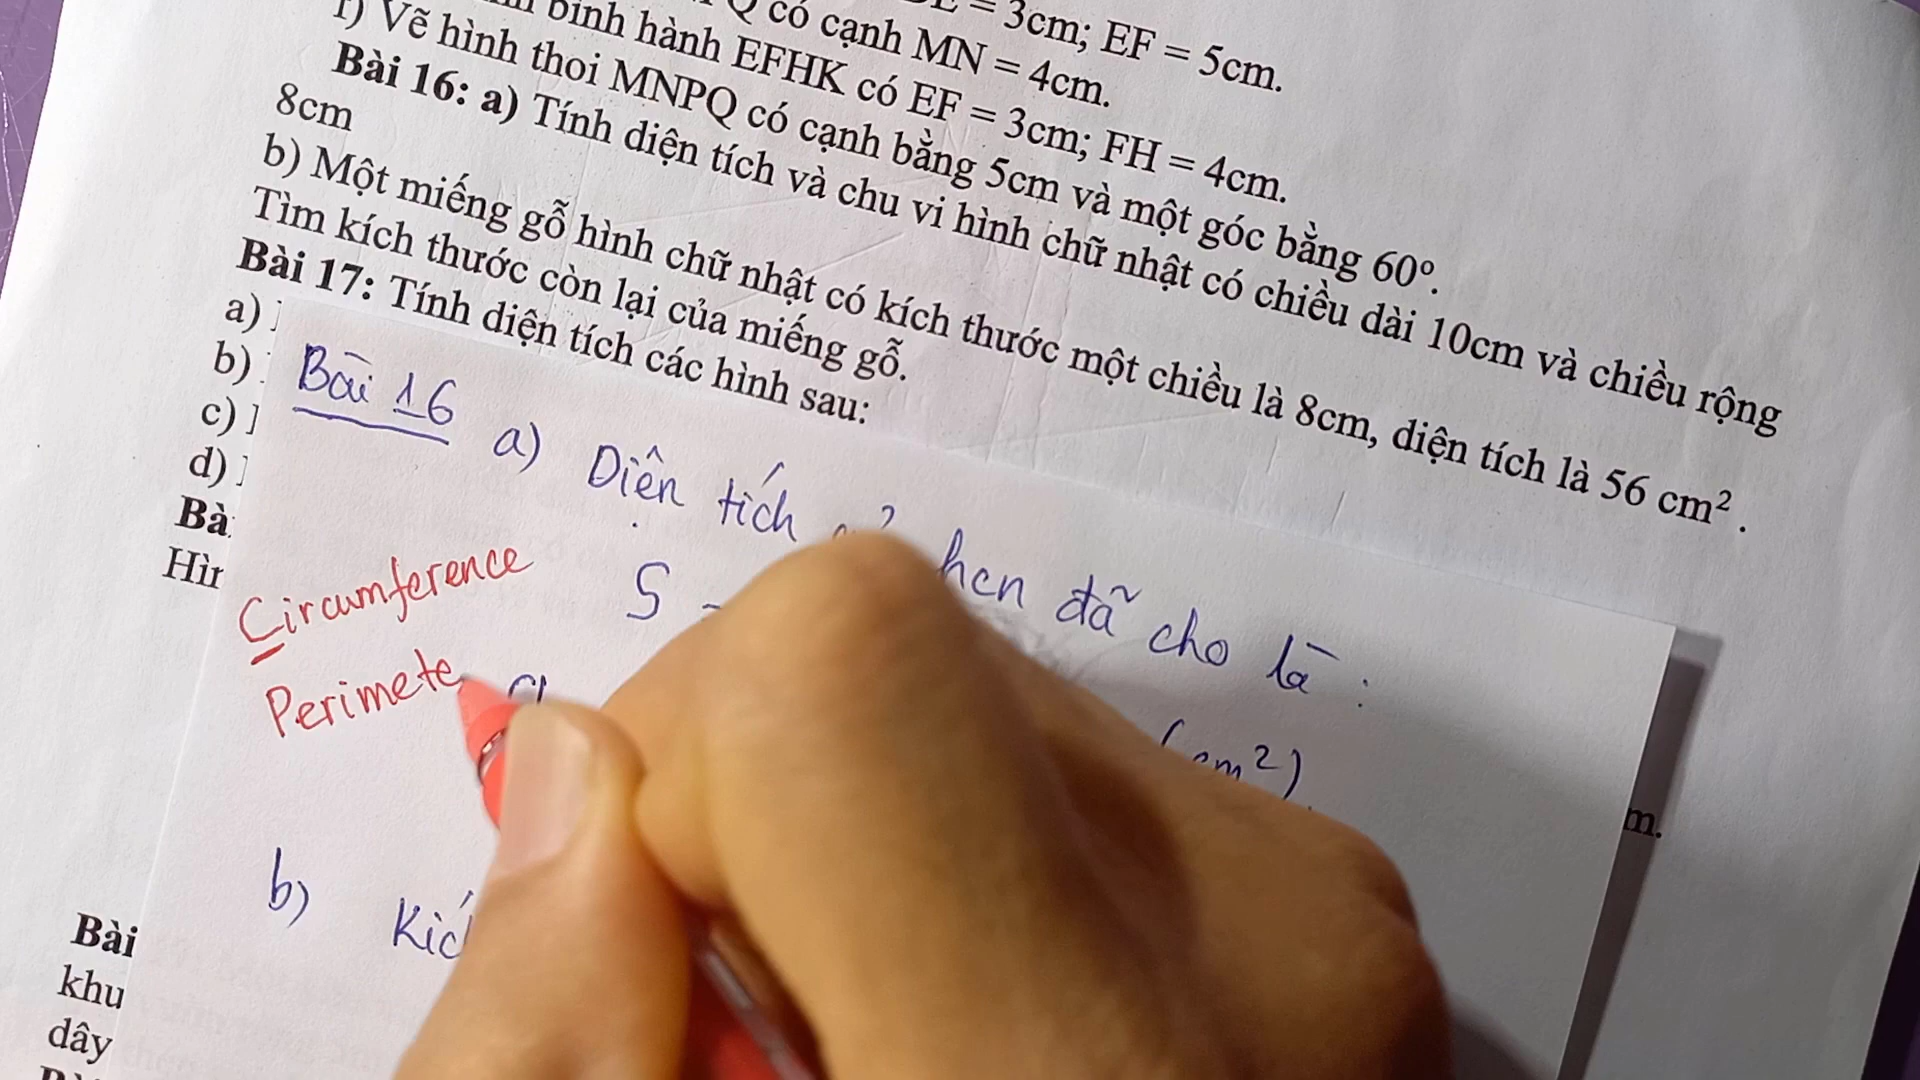 = 3cm; EF = 5cm.
Q có cạnh MN = 4cm.
bình hành EFHK có EF = 3cm; FH = 4cm.
f) Vẽ hình thoi MNPQ có cạnh bằng 5cm và một góc bằng 60º.
Bài 16: a) Tính diện tích và chu vi hình chữ nhật có chiều dài 10cm và chiều rộng
8cm
b) Một miếng gỗ hình chữ nhật có kích thước một chiều là 8cm, diện tích là 56 cm².
Tìm kích thước còn lại của miếng gỗ.
Bài 17: Tính diện tích các hình sau:
a)
b)
c)
d)
Hìn
m.
Bài
khu
dây
Bài 16
a) Diện tích hcn đã cho là:
S
(cm²)
Circumference
Perimete
b) Kíc